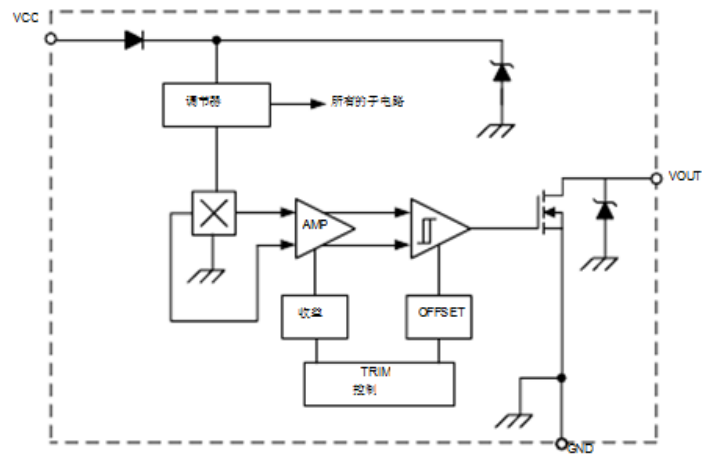 VCC
调节器
所有的子电路
VOUT
AMP
收益
OFFSET
TRIM
控制
GND